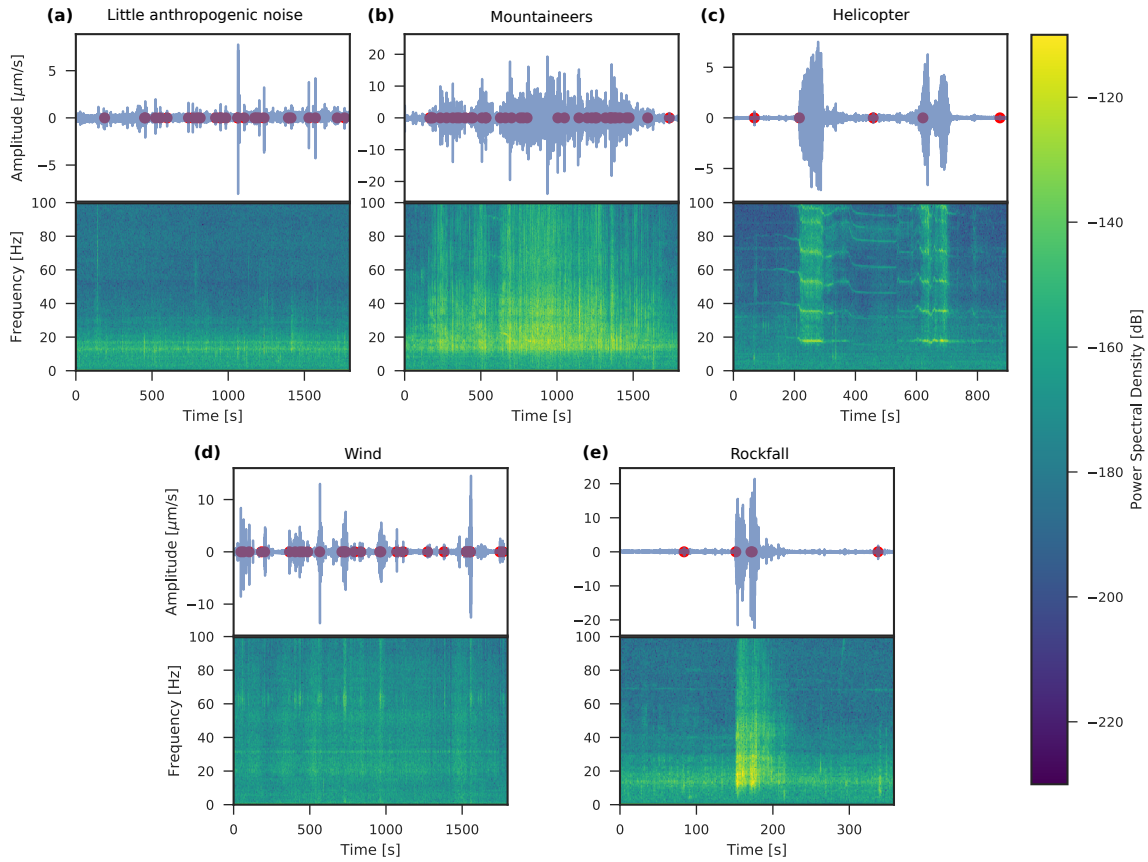 (a) Little anthropogenic noise
(b) Mountaineers
(c) Helicopter
Amplitude [μm/s]
5
0
−5
20
10
0
−10
−20
5
0
−5
Frequency [Hz]
100
80
60
40
20
0
100
80
60
40
20
0
100
80
60
40
20
0
0 500 1000 1500
0 500 1000 1500
0 200 400 600 800
Time [s]
Time [s]
Time [s]
(d) Wind
(e) Rockfall
Amplitude [μm/s]
10
0
−10
20
10
0
−10
−20
Frequency [Hz]
100
80
60
40
20
0
100
80
60
40
20
0
0 500 1000 1500
0 100 200 300
Time [s]
Time [s]
−120
−140
−160
−180
−200
−220
Power Spectral Density [dB]